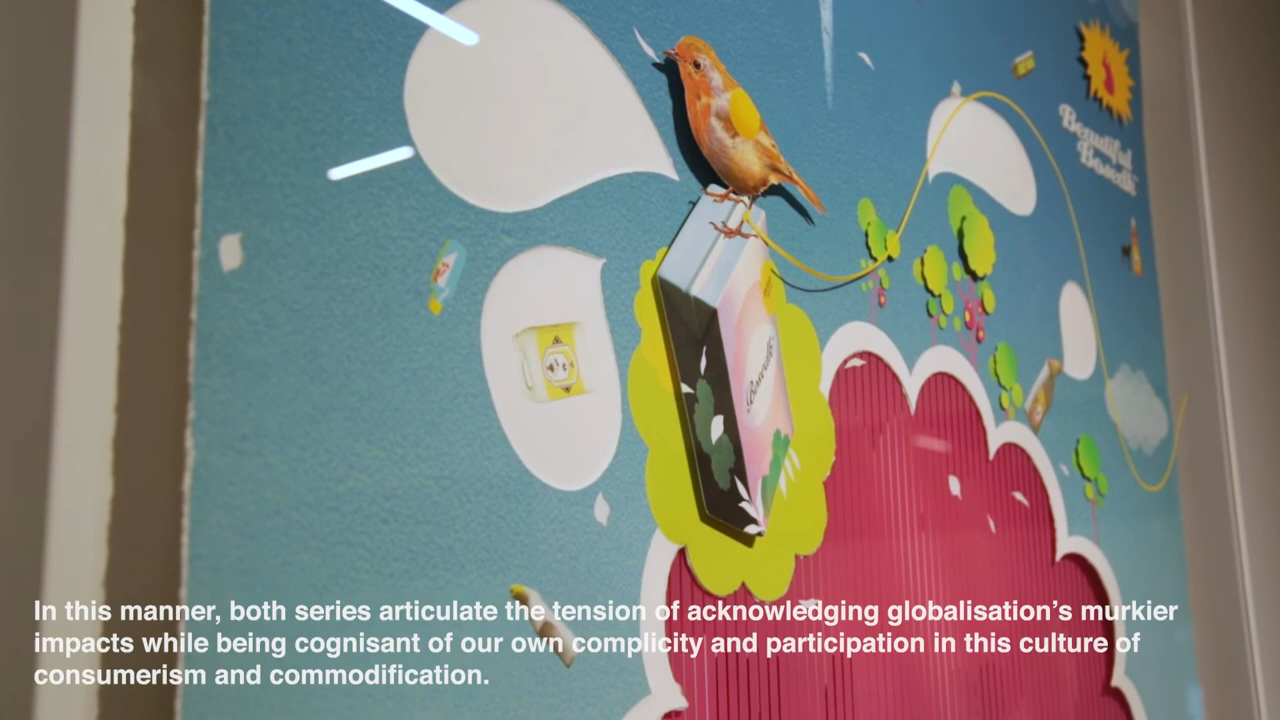 Beautiful
In this manner, both series articulate the tension of acknowledging globalisation’s murkier
impacts while being cognisant of our own complicity and participation in this culture of
consumerism and commodification.